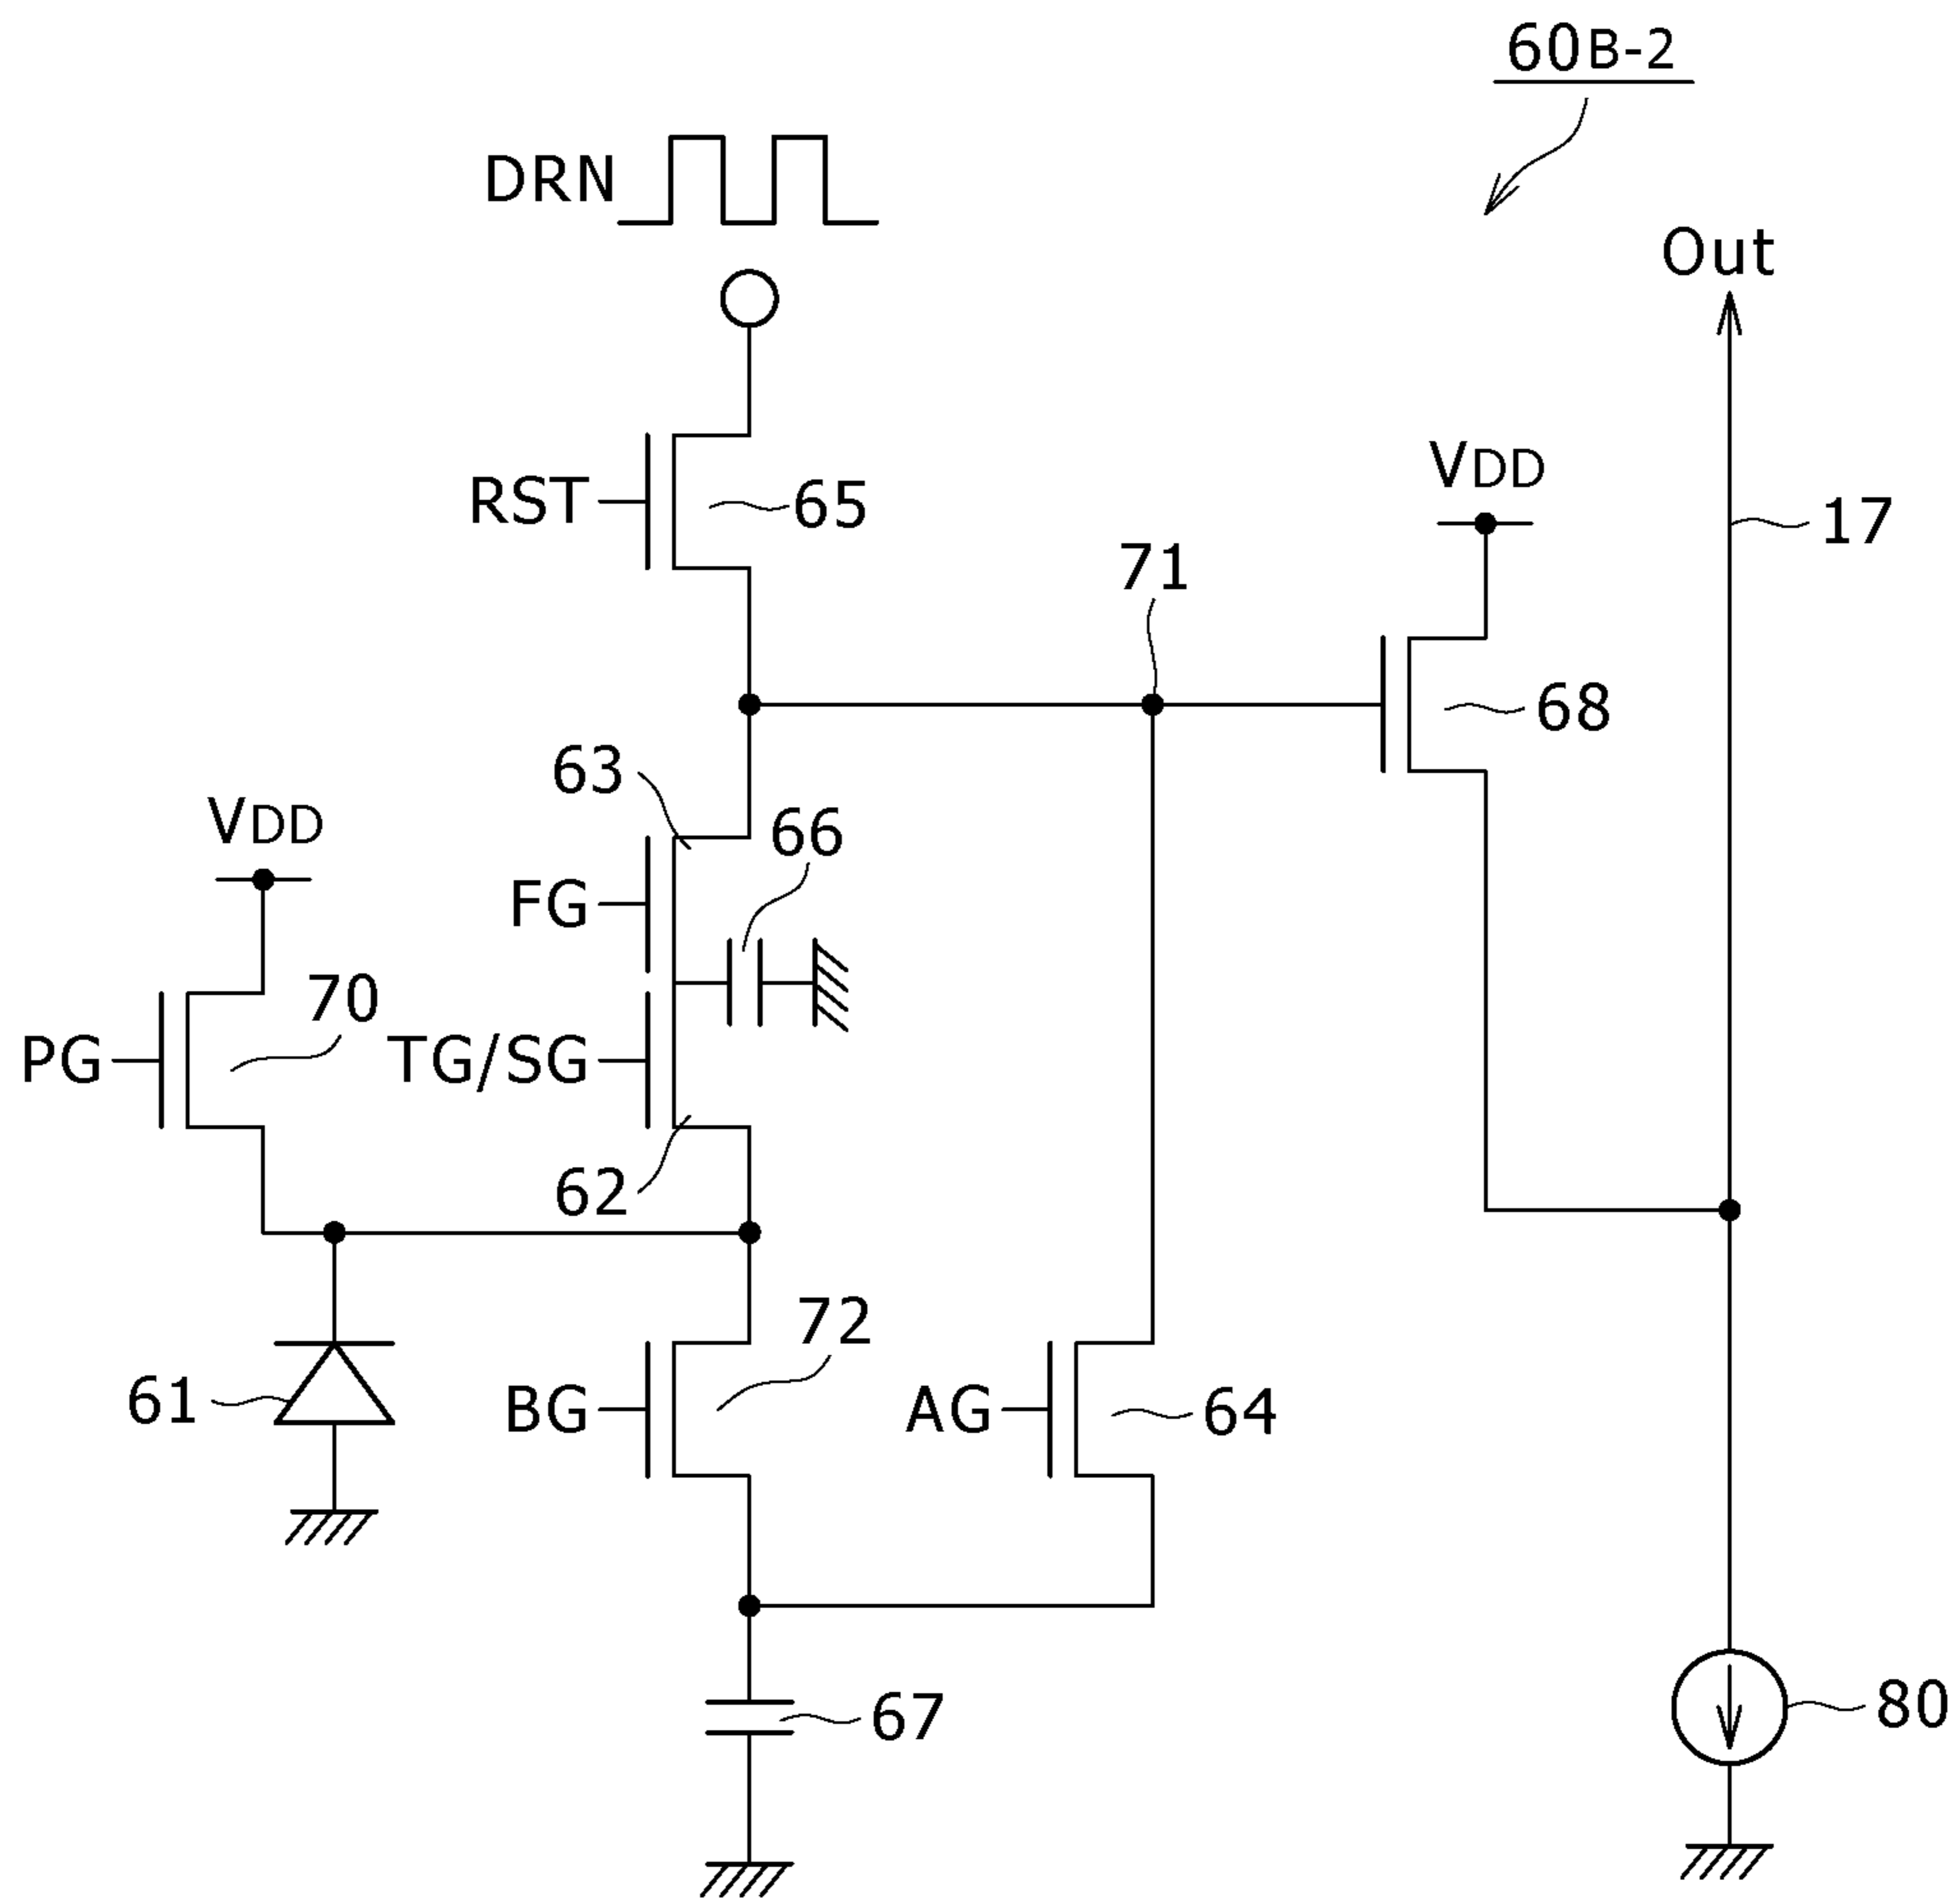 60B-2
DRN
Out
RST
65
VDD
17
71
68
63
66
VDD
FG
70
PG
TG/SG
62
72
61
BG
AG
64
67
80